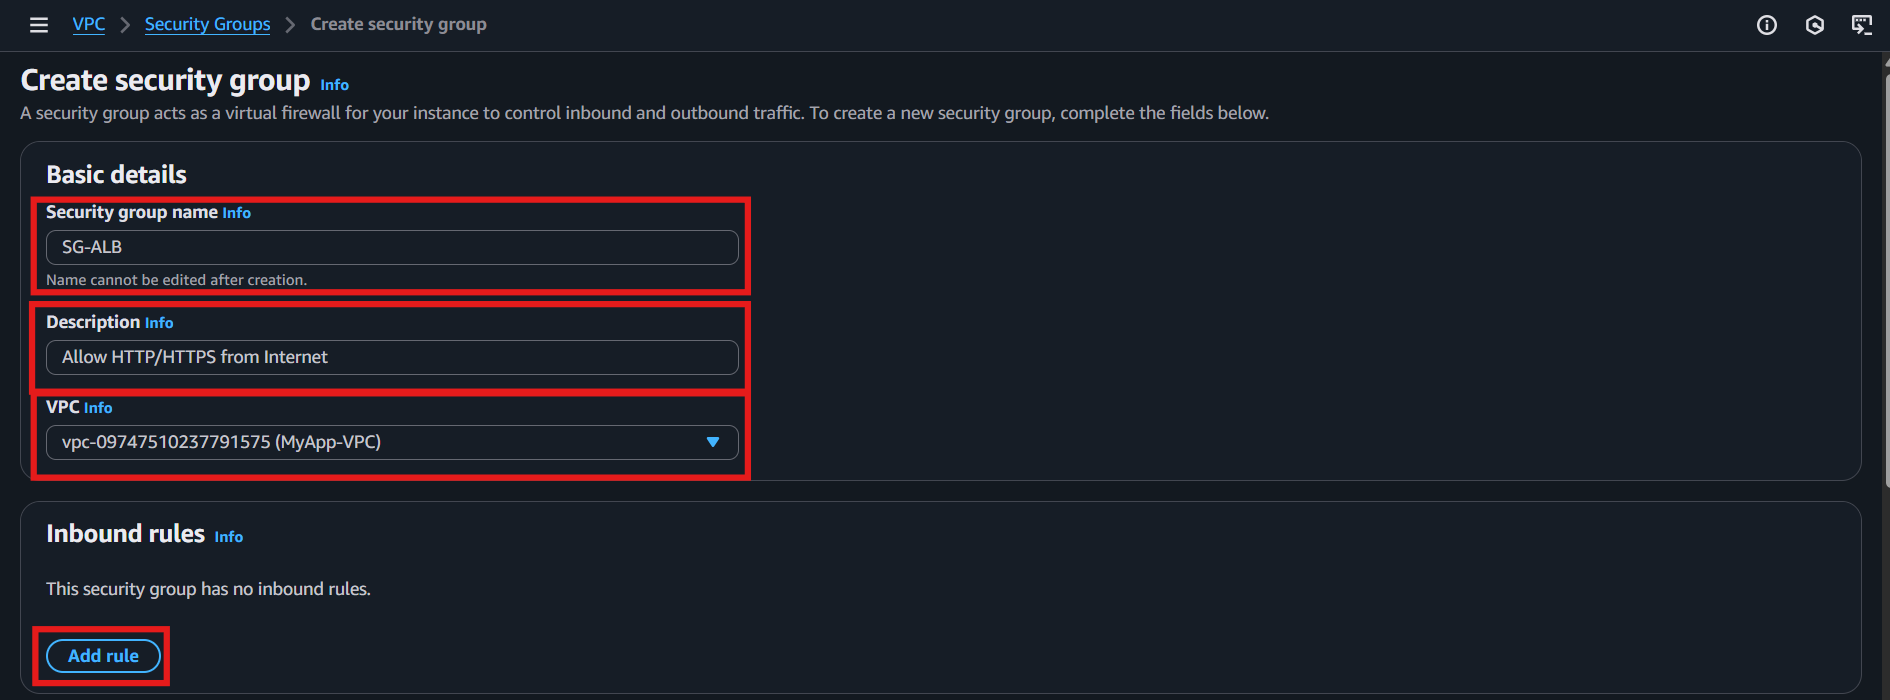 VPC > Security Groups > Create security group
Create security group Info
A security group acts as a virtual firewall for your instance to control inbound and outbound traffic. To create a new security group, complete the fields below.
Basic details
Security group name Info
SG-ALB
Name cannot be edited after creation.
Description Info
Allow HTTP/HTTPS from Internet
VPC Info
vpc-09747510237791575 (MyApp-VPC)
Inbound rules Info
This security group has no inbound rules.
Add rule